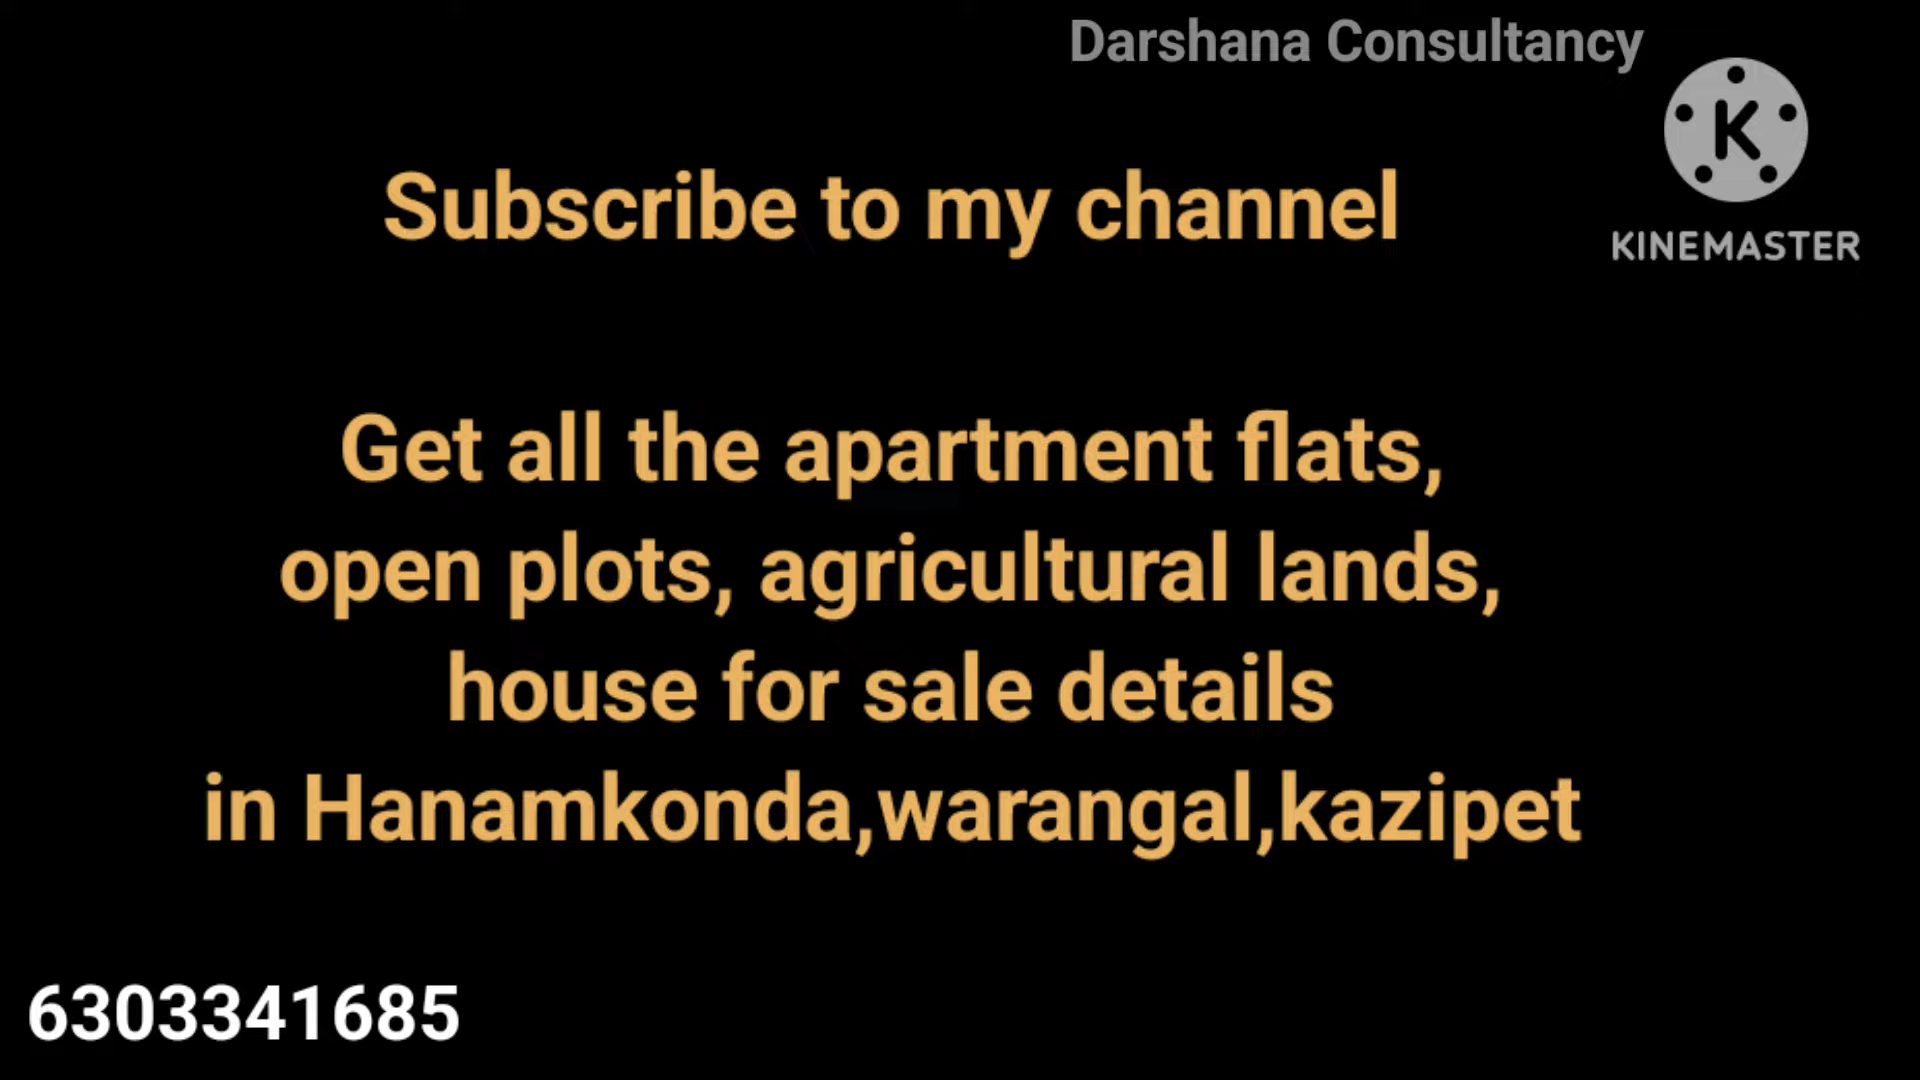 Darshana Consultancy
K
KINEMASTER
Subscribe to my channel
Get all the apartment flats,
open plots, agricultural lands,
house for sale details
in Hanamkonda,warangal,kazipet
6303341685